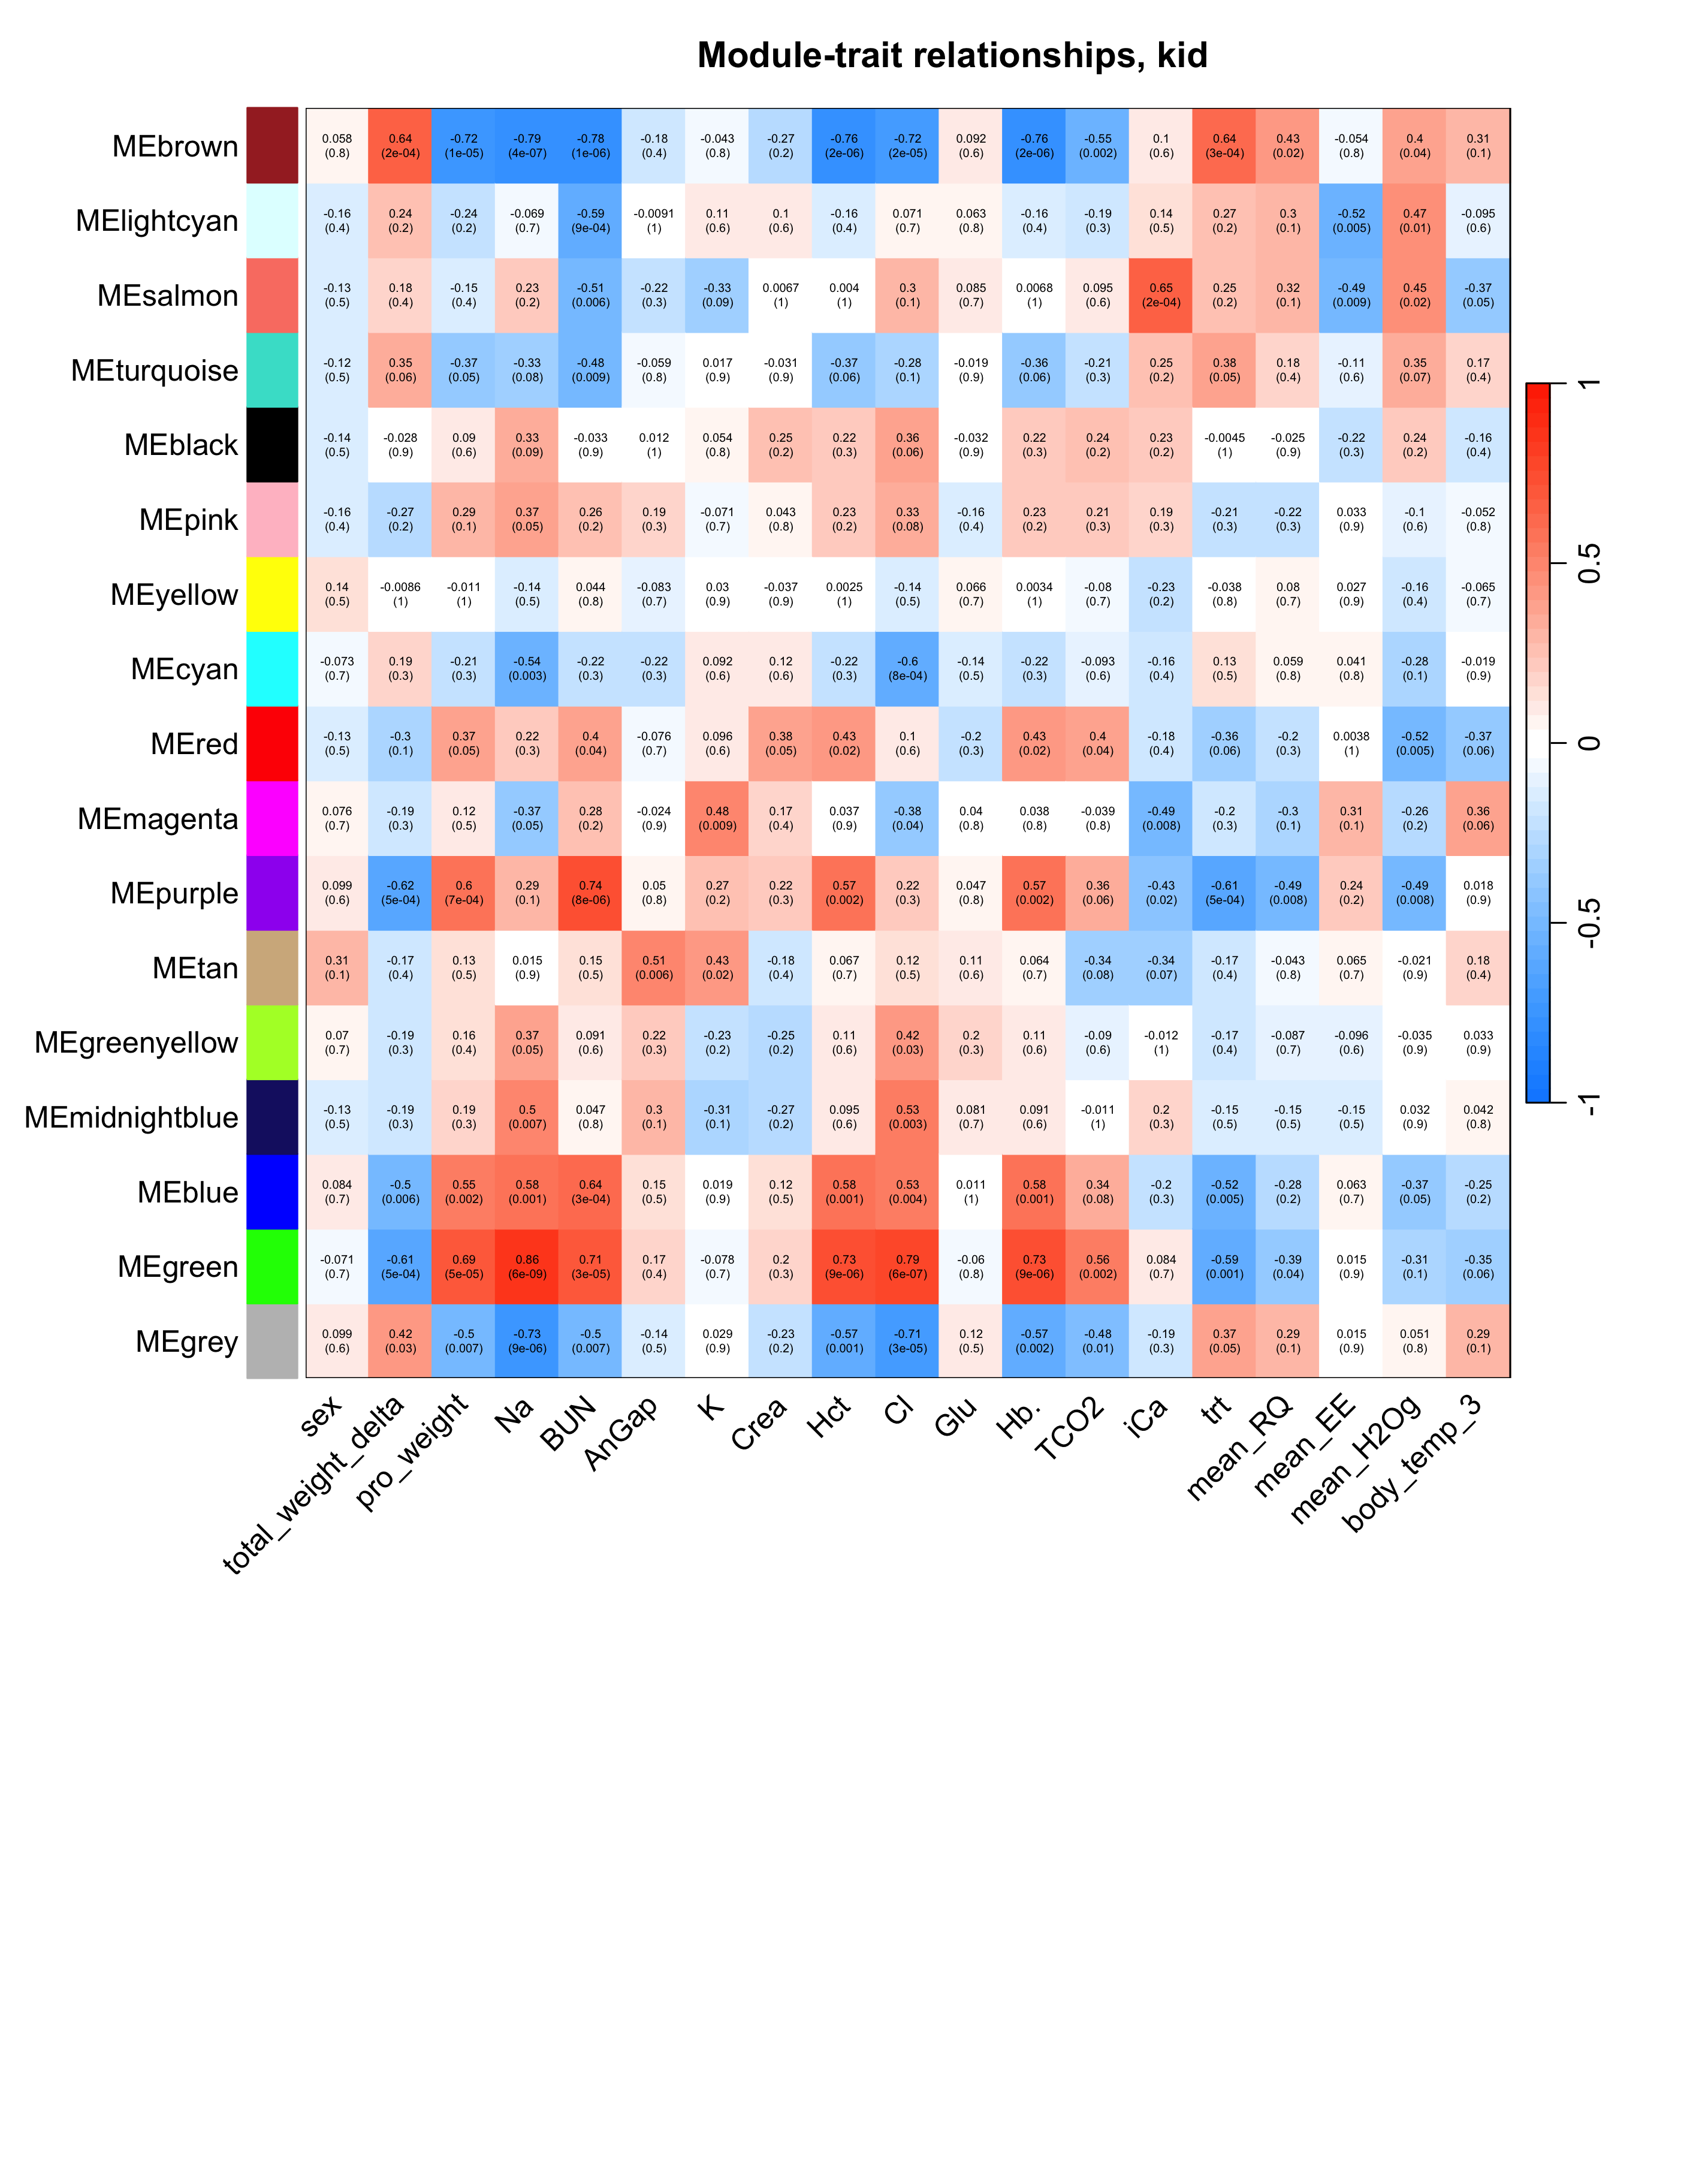 Module-trait relationships, kid
MEbrown 0.058 0.64 -0.72 -0.79 -0.78 -0.18 -0.043 -0.27 -0.76 -0.72 0.092 -0.76 -0.55 0.1 0.64 0.43 -0.054 0.4 0.31
(0.8) (2e-04) (1e-05) (4e-07) (1e-06) (0.4) (0.8) (0.2) (2e-06) (2e-05) (0.6) (2e-06) (0.002) (0.6) (3e-04) (0.02) (0.8) (0.04) (0.1)
MElightcyan -0.16 0.24 -0.24 -0.069 -0.59 -0.0091 0.11 0.1 -0.16 0.071 0.063 -0.16 -0.19 0.14 0.27 0.3 -0.52 0.47 -0.095
(0.4) (0.2) (0.2) (0.7) (9e-04) (1) (0.6) (0.6) (0.4) (0.7) (0.8) (0.4) (0.3) (0.5) (0.2) (0.1) (0.005) (0.01) (0.6)
MEsalmon -0.13 0.18 -0.15 0.23 -0.51 -0.22 -0.33 0.0067 0.004 0.3 0.085 0.0068 0.095 0.65 0.25 0.32 -0.49 0.45 -0.37
(0.5) (0.4) (0.4) (0.2) (0.006) (0.3) (0.09) (1) (1) (0.1) (0.7) (1) (0.6) (2e-04) (0.2) (0.1) (0.009) (0.02) (0.05)
MEturquoise -0.12 0.35 -0.37 -0.33 -0.48 -0.059 0.017 -0.031 -0.37 -0.28 -0.019 -0.36 -0.21 0.25 0.38 0.18 -0.11 0.35 0.17
(0.5) (0.06) (0.05) (0.08) (0.009) (0.8) (0.9) (0.9) (0.06) (0.1) (0.9) (0.06) (0.3) (0.2) (0.05) (0.4) (0.6) (0.07) (0.4)
MEblack -0.14 -0.028 0.09 0.33 -0.033 0.012 0.054 0.25 0.22 0.36 -0.032 0.22 0.24 0.23 -0.0045 -0.025 -0.22 0.24 -0.16
(0.5) (0.9) (0.6) (0.09) (0.9) (1) (0.8) (0.2) (0.3) (0.06) (0.9) (0.3) (0.2) (0.2) (1) (0.9) (0.3) (0.2) (0.4)
MEpink -0.16 -0.27 0.29 0.37 0.26 0.19 -0.071 0.043 0.23 0.33 -0.16 0.23 0.21 0.19 -0.21 -0.22 0.033 -0.1 -0.052
(0.4) (0.2) (0.1) (0.05) (0.2) (0.3) (0.7) (0.8) (0.2) (0.08) (0.4) (0.2) (0.3) (0.3) (0.3) (0.3) (0.9) (0.6) (0.8)
MEyellow 0.14 -0.0086 -0.011 -0.14 0.044 -0.083 0.03 -0.037 0.0025 -0.14 0.066 0.0034 -0.08 -0.23 -0.038 0.08 0.027 -0.16 -0.065
(0.5) (1) (1) (0.5) (0.8) (0.7) (0.9) (0.9) (1) (0.5) (0.7) (1) (0.7) (0.2) (0.8) (0.7) (0.9) (0.4) (0.7)
MEcyan -0.073 0.19 -0.21 -0.54 -0.22 -0.22 0.092 0.12 -0.22 -0.6 -0.14 -0.22 -0.093 -0.16 0.13 0.059 0.041 -0.28 -0.019
(0.7) (0.3) (0.3) (0.003) (0.3) (0.3) (0.6) (0.6) (0.3) (8e-04) (0.5) (0.3) (0.6) (0.4) (0.5) (0.8) (0.8) (0.1) (0.9)
MEred -0.13 -0.3 0.37 0.22 0.4 -0.076 0.096 0.38 0.43 0.1 -0.2 0.43 0.4 -0.18 -0.36 -0.2 0.0038 -0.52 -0.37
(0.5) (0.1) (0.05) (0.3) (0.04) (0.7) (0.6) (0.05) (0.02) (0.6) (0.3) (0.02) (0.04) (0.4) (0.06) (0.3) (1) (0.005) (0.06)
MEmagenta 0.076 -0.19 0.12 -0.37 0.28 -0.024 0.48 0.17 0.037 -0.38 0.04 0.038 -0.039 -0.49 -0.2 -0.3 0.31 -0.26 0.36
(0.7) (0.3) (0.5) (0.05) (0.2) (0.9) (0.009) (0.4) (0.9) (0.04) (0.8) (0.8) (0.8) (0.008) (0.3) (0.1) (0.1) (0.2) (0.06)
MEpurple 0.099 -0.62 0.6 0.29 0.74 0.05 0.27 0.22 0.57 0.22 0.047 0.57 0.36 -0.43 -0.61 -0.49 0.24 -0.49 0.018
(0.6) (5e-04) (7e-04) (0.1) (8e-06) (0.8) (0.2) (0.3) (0.002) (0.3) (0.8) (0.002) (0.06) (0.02) (5e-04) (0.008) (0.2) (0.008) (0.9)
MEtan 0.31 -0.17 0.13 0.015 0.15 0.51 0.43 -0.18 0.067 0.12 0.11 0.064 -0.34 -0.34 -0.17 -0.043 0.065 -0.021 0.18
(0.1) (0.4) (0.5) (0.9) (0.5) (0.006) (0.02) (0.4) (0.7) (0.5) (0.6) (0.7) (0.08) (0.07) (0.4) (0.8) (0.7) (0.9) (0.4)
MEgreenyellow 0.07 -0.19 0.16 0.37 0.091 0.22 -0.23 -0.25 0.11 0.42 0.2 0.11 -0.09 -0.012 -0.17 -0.087 -0.096 -0.035 0.033
(0.7) (0.3) (0.4) (0.05) (0.6) (0.3) (0.2) (0.2) (0.6) (0.03) (0.3) (0.6) (0.6) (1) (0.4) (0.7) (0.6) (0.9) (0.9)
MEmidnightblue -0.13 -0.19 0.19 0.5 0.047 0.3 -0.31 -0.27 0.095 0.53 0.081 0.091 -0.011 0.2 -0.15 -0.15 -0.15 0.032 0.042
(0.5) (0.3) (0.3) (0.007) (0.8) (0.1) (0.1) (0.2) (0.6) (0.003) (0.7) (0.6) (1) (0.3) (0.5) (0.5) (0.5) (0.9) (0.8)
MEblue 0.084 -0.5 0.55 0.58 0.64 0.15 0.019 0.12 0.58 0.53 0.011 0.58 0.34 -0.2 -0.52 -0.28 0.063 -0.37 -0.25
(0.7) (0.006) (0.002) (0.001) (3e-04) (0.5) (0.9) (0.5) (0.001) (0.004) (1) (0.001) (0.08) (0.3) (0.005) (0.2) (0.7) (0.05) (0.2)
MEgreen -0.071 -0.61 0.69 0.86 0.71 0.17 -0.078 0.2 0.73 0.79 -0.06 0.73 0.56 0.084 -0.59 -0.39 0.015 -0.31 -0.35
(0.7) (5e-04) (5e-05) (6e-09) (3e-05) (0.4) (0.7) (0.3) (9e-06) (6e-07) (0.8) (9e-06) (0.002) (0.7) (0.001) (0.04) (0.9) (0.1) (0.06)
MEgrey 0.099 0.42 -0.5 -0.73 -0.5 -0.14 0.029 -0.23 -0.57 -0.71 0.12 -0.57 -0.48 -0.19 0.37 0.29 0.015 0.051 0.29
(0.6) (0.03) (0.007) (9e-06) (0.007) (0.5) (0.9) (0.2) (0.001) (3e-05) (0.5) (0.002) (0.01) (0.3) (0.05) (0.1) (0.9) (0.8) (0.1)
sex total_weight_delta pro_weight Na BUN AnGap K Crea Hct Cl Glu Hb. TCO2 iCa trt mean_RQ mean_EE mean_H2Og body_temp_3
1
0.5
0
-0.5
-1